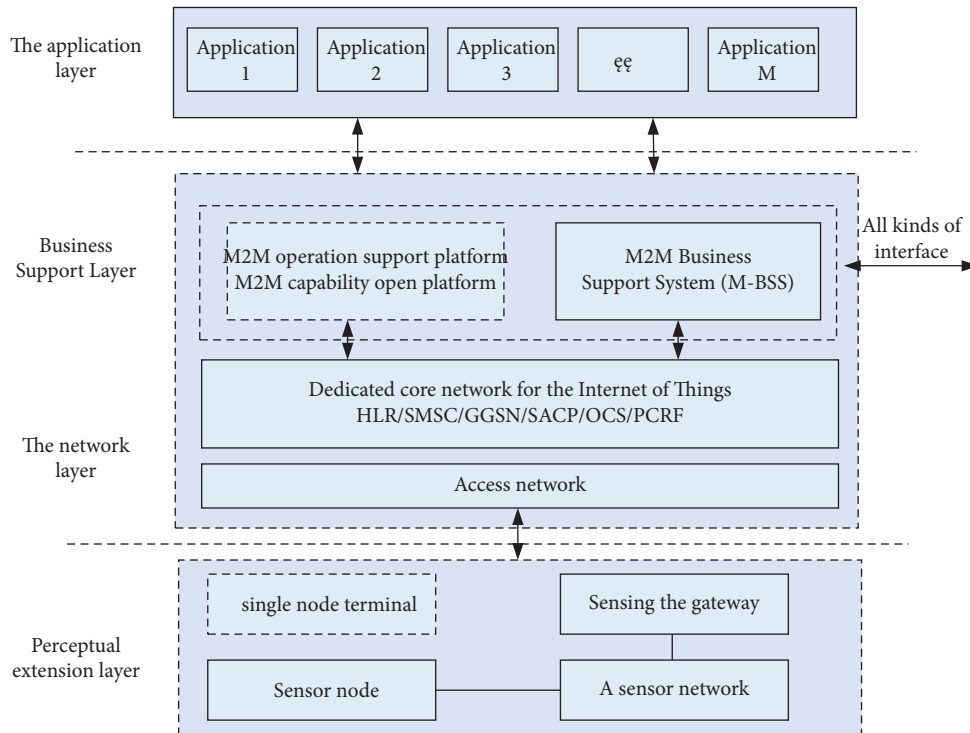 The application
layer
Application
1
Application
2
Application
3
ęę
Application
M
Business
Support Layer
M2M operation support platform
M2M capability open platform
M2M Business
Support System (M-BSS)
All kinds of
interface
The network
layer
Dedicated core network for the Internet of Things
HLR/SMSC/GGSN/SACP/OCS/PCRF
Access network
Perceptual
extension layer
single node terminal
Sensing the gateway
Sensor node
A sensor network